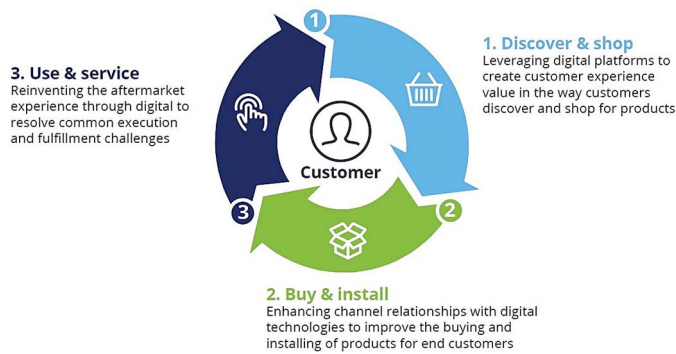 1
1. Discover & shop
Leveraging digital platforms to
create customer experience
value in the way customers
discover and shop for products
3. Use & service
Reinventing the aftermarket
experience through digital to
resolve common execution
and fulfillment challenges
Customer
3
2
2. Buy & install
Enhancing channel relationships with digital
technologies to improve the buying and
installing of products for end customers